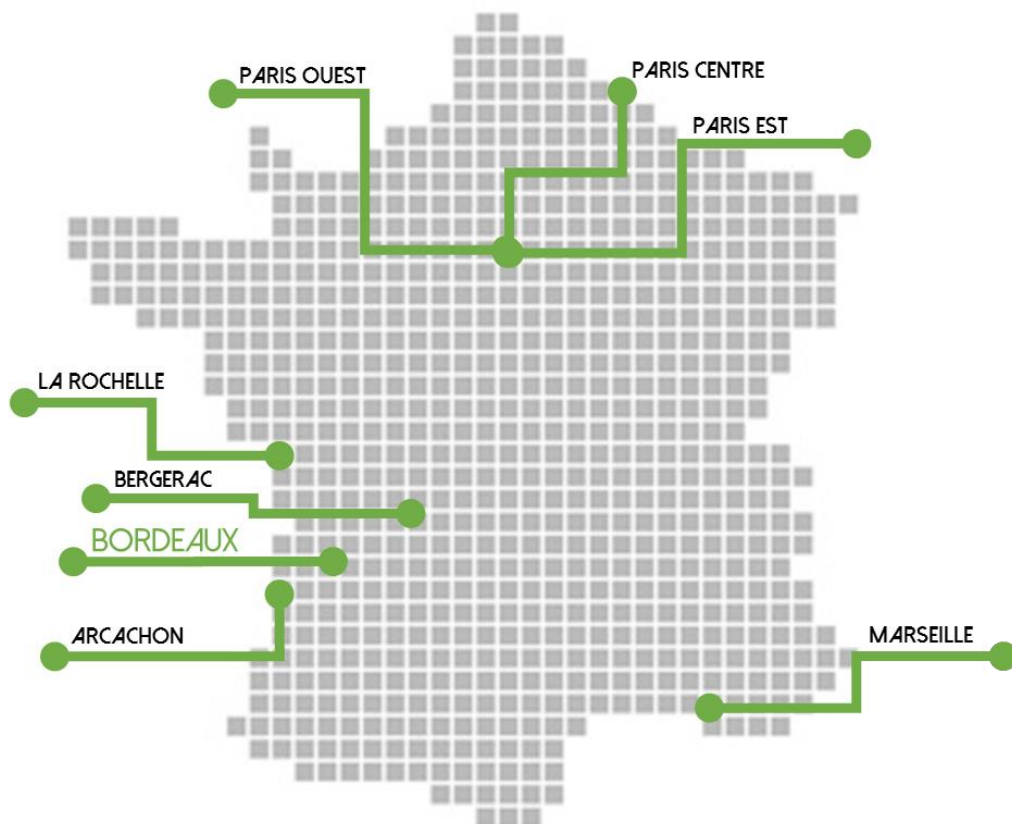 PARIS OUEST
PARIS CENTRE
PARIS EST
LA ROCHELLE
BERGERAC
BORDEAUX
ARCACHON
MARSEILLE